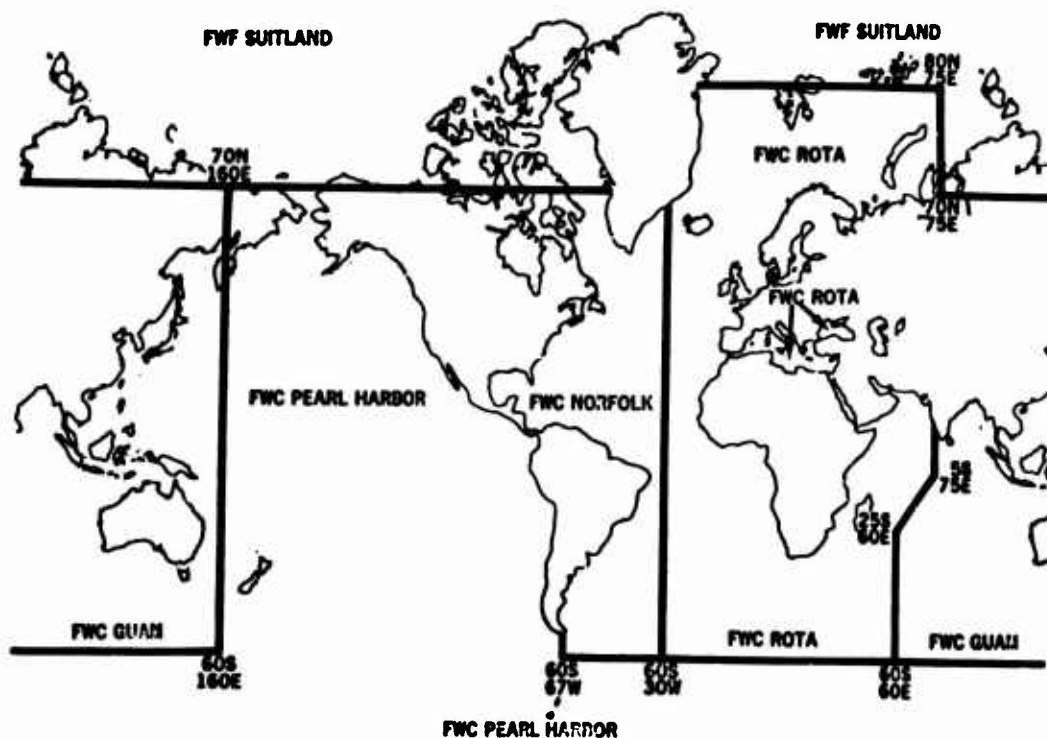 FWF SUITLAND
FWF SUITLAND
80N
75E
FWC ROTA
70N
160E
70N
75E
FWC ROTA
FWC PEARL HARBOR
FWC NORFOLK
5S
75E
25S
60E
FWC GUAM
FWC ROTA
FWC GUAM
60S
160E
60S
67W
60S
30W
60S
60E
FWC PEARL HARBOR